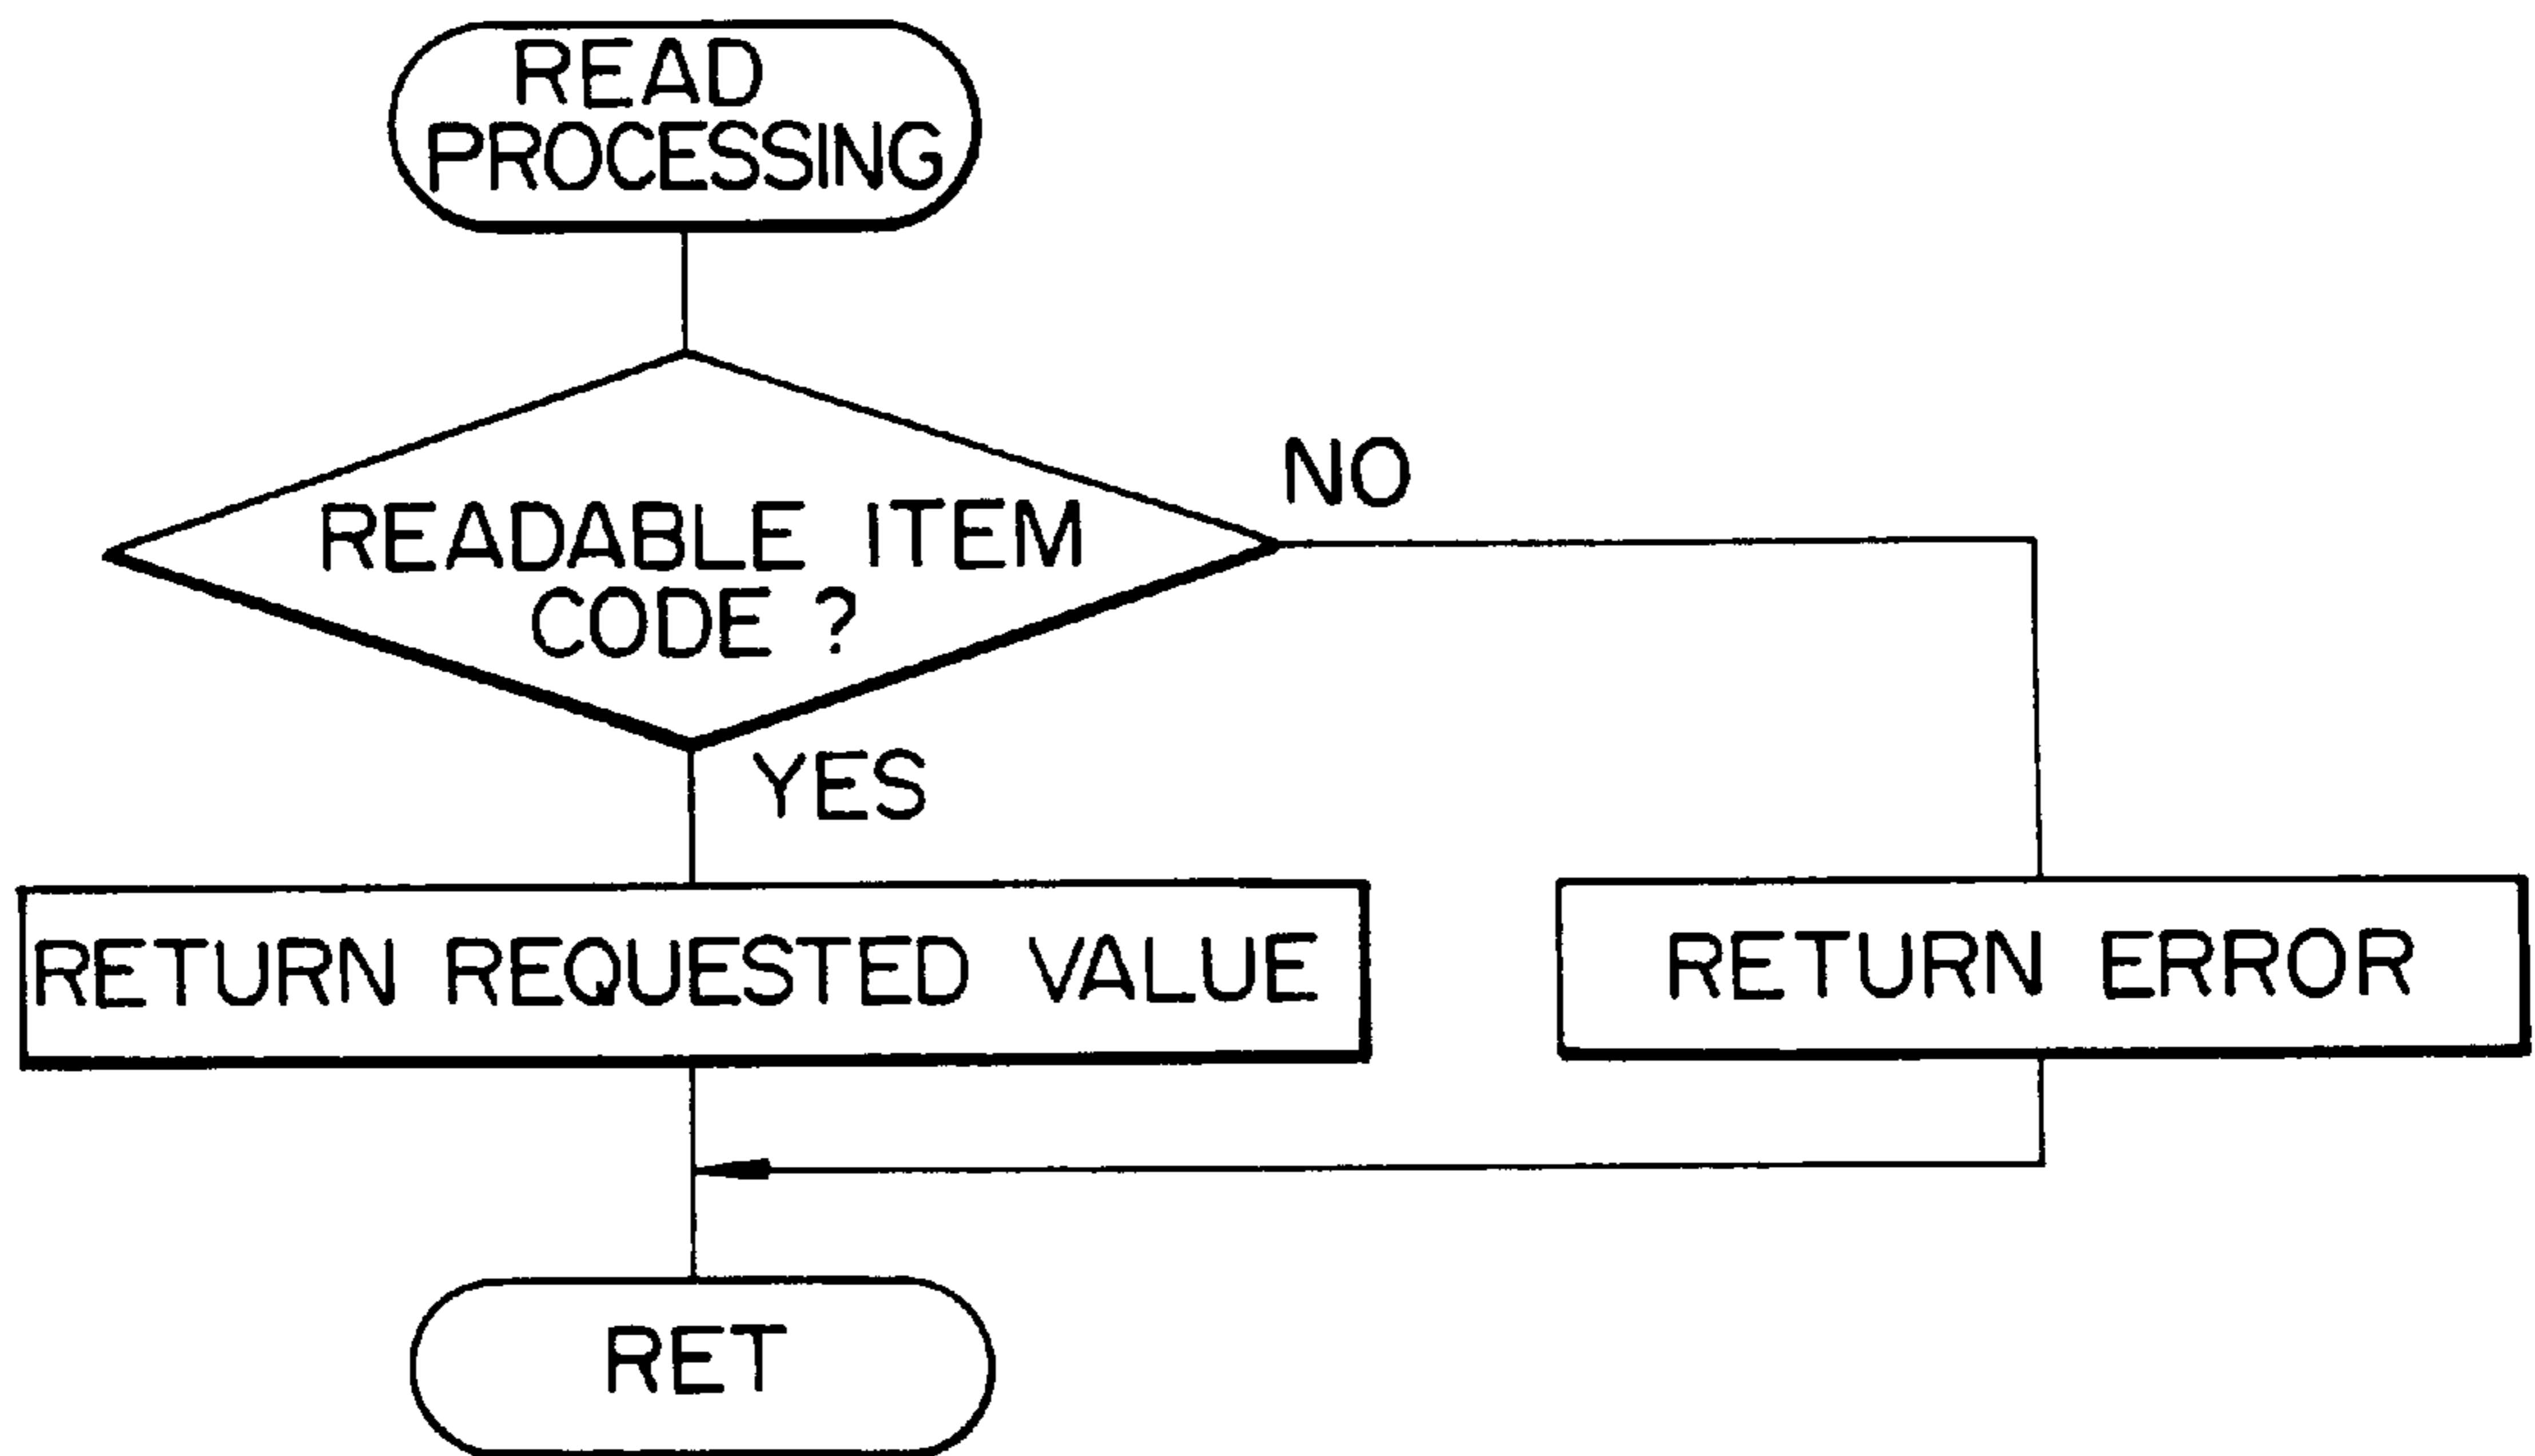 READ
PROCESSING
READABLE ITEM
CODE ?
NO
YES
RETURN REQUESTED VALUE
RETURN ERROR
RET